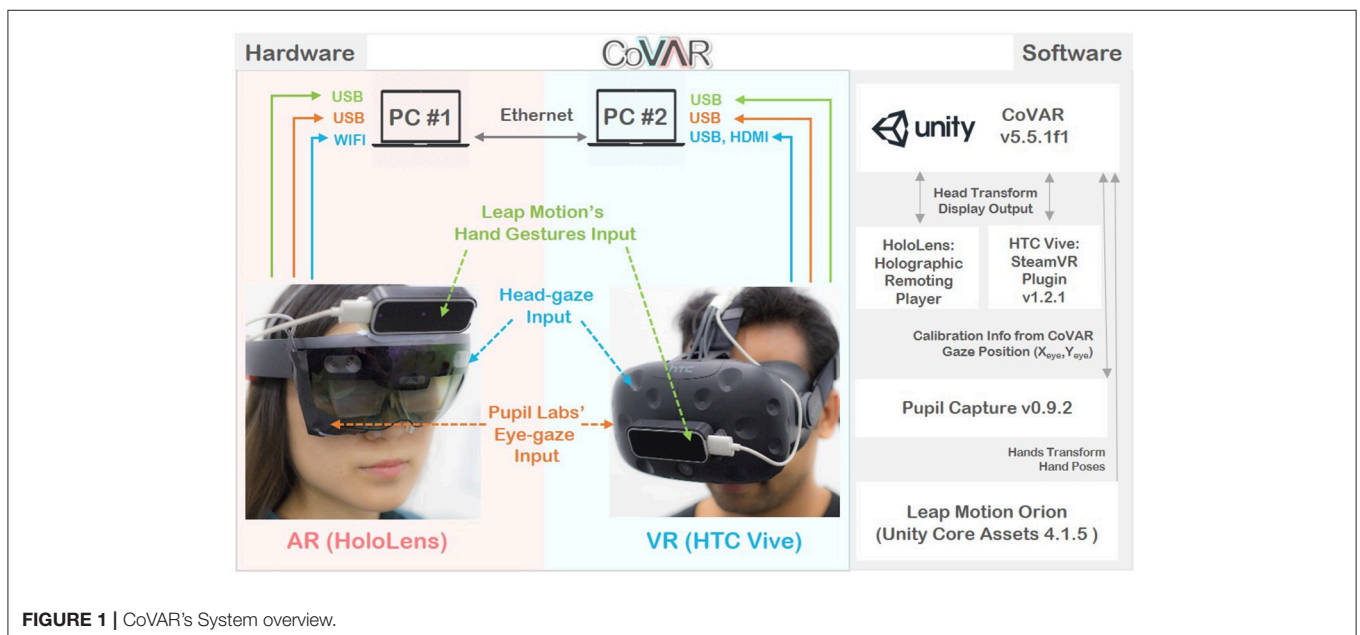 Hardware
CoVAR
Software
USB
USB
WIFI
PC #1
Ethernet
PC #2
USB
USB
USB, HDMI
Leap Motion's
Hand Gestures Input
Head-gaze
Input
Pupil Labs'
Eye-gaze
Input
hTC
AR (HoloLens)
VR (HTC Vive)
unity
CoVAR
v5.5.1f1
Head Transform
Display Output
HoloLens:
Holographic
Remoting
Player
HTC Vive:
SteamVR
Plugin
v1.2.1
Calibration Info from CoVAR
Gaze Position (Xeye,Yeye)
Pupil Capture v0.9.2
Hands Transform
Hand Poses
Leap Motion Orion
(Unity Core Assets 4.1.5 )
FIGURE 1 | CoVAR's System overview.